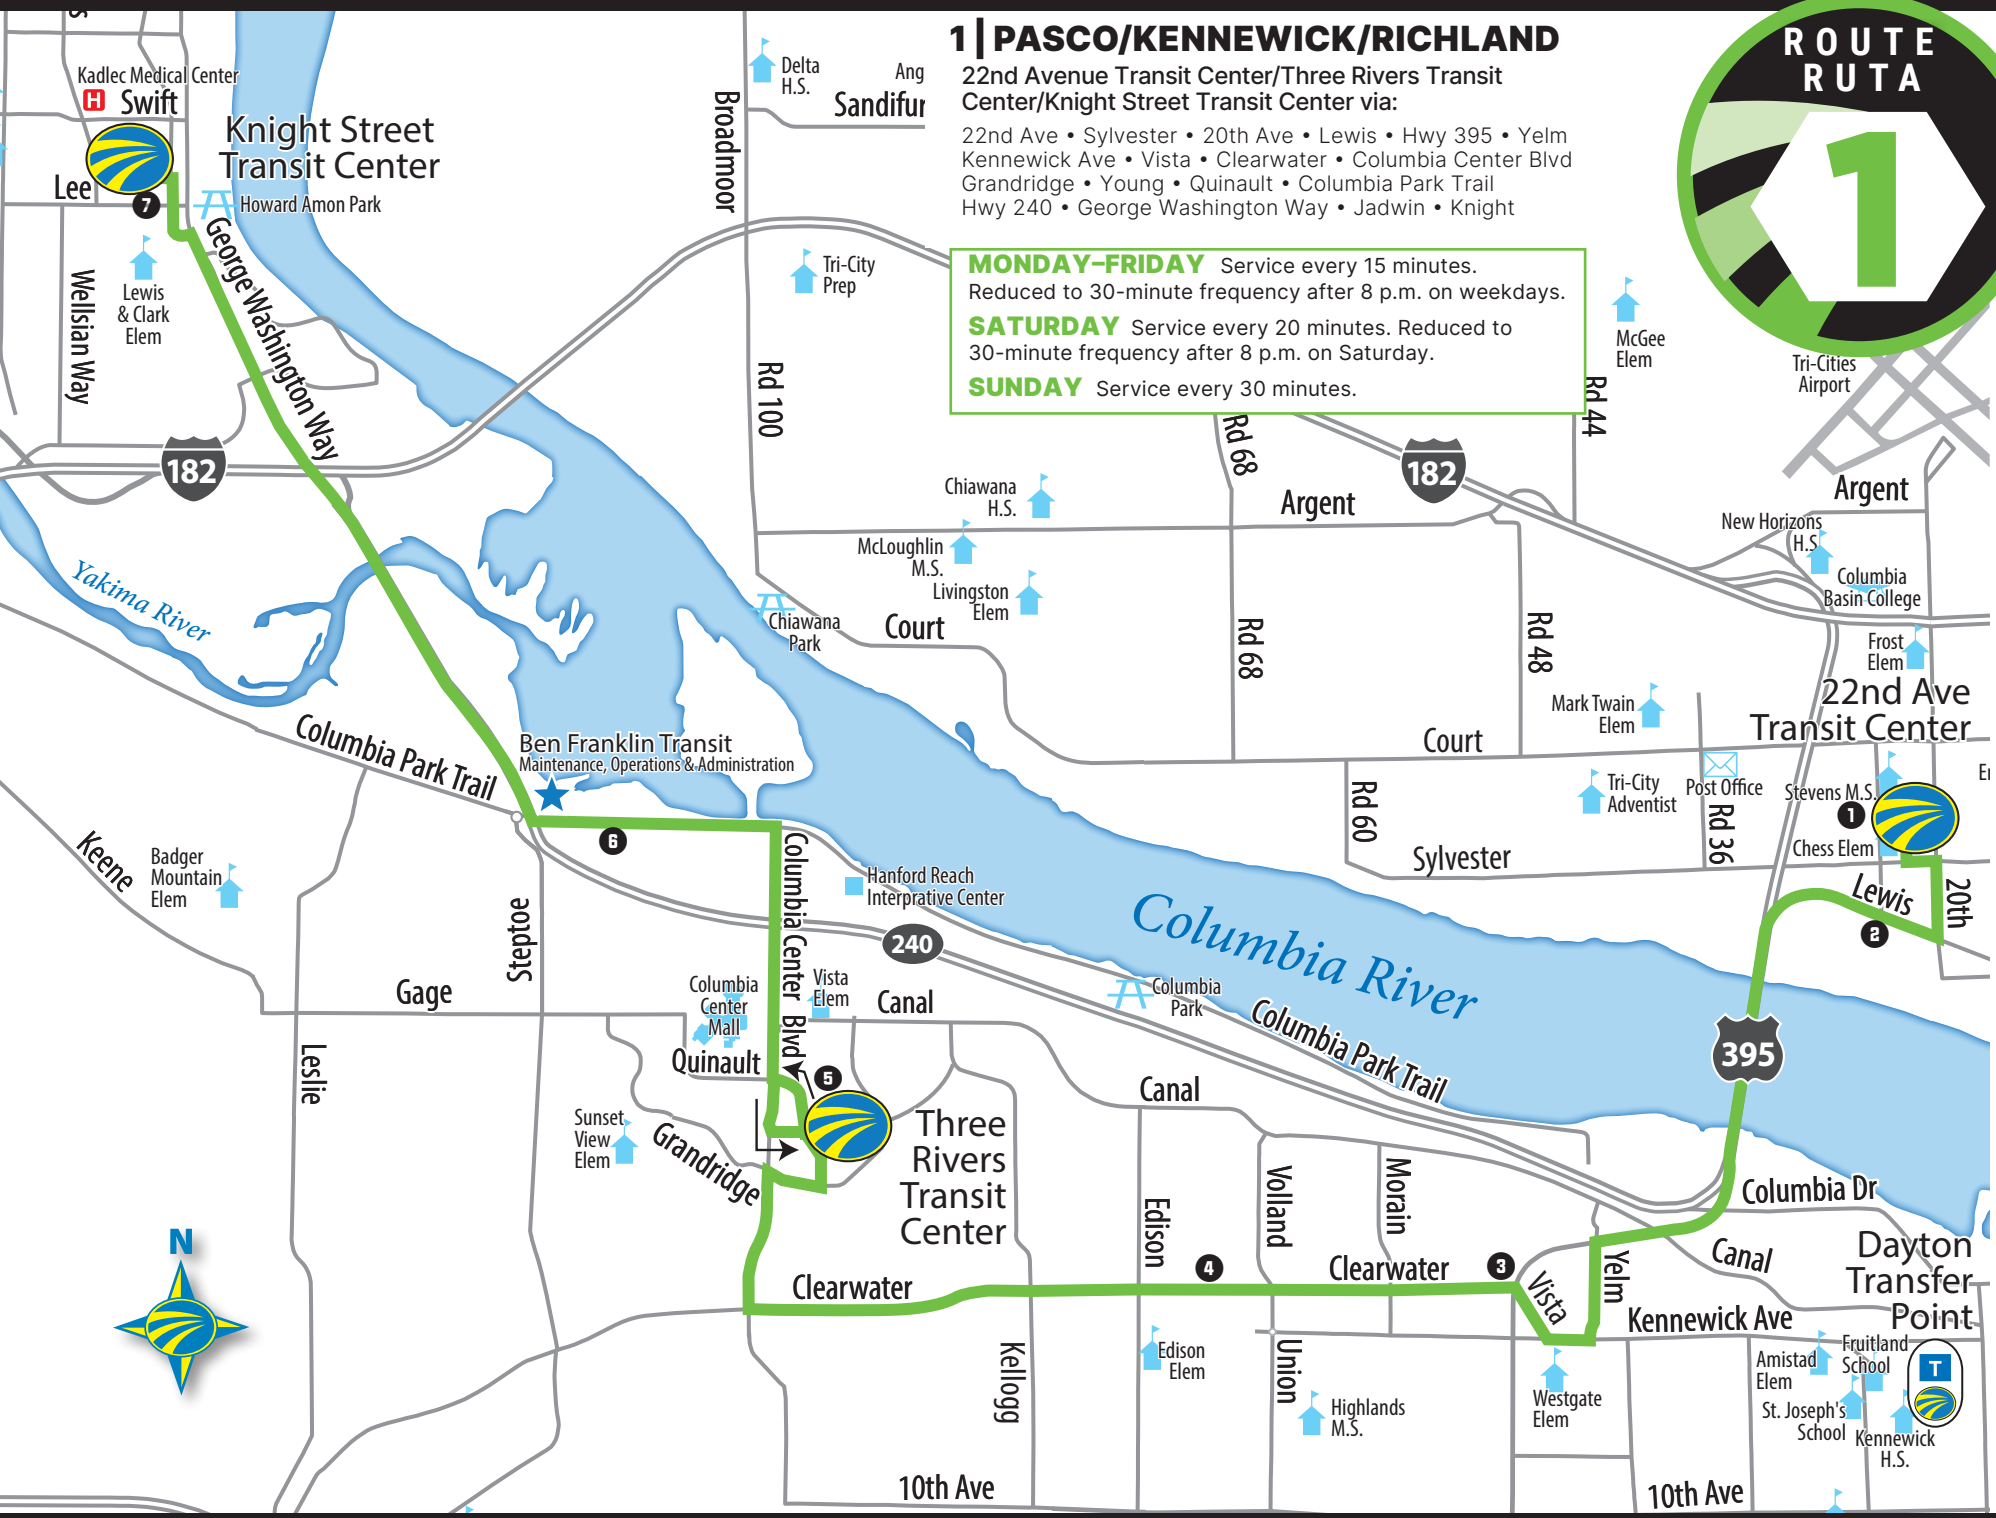 1 | PASCO/KENNEWICK/RICHLAND
22nd Avenue Transit Center/Three Rivers Transit
Center/Knight Street Transit Center via:
22nd Ave • Sylvester • 20th Ave • Lewis • Hwy 395 • Yelm
Kennewick Ave • Vista • Clearwater • Columbia Center Blvd
Grandridge • Young • Quinault • Columbia Park Trail
Hwy 240 • George Washington Way • Jadwin • Knight
MONDAY–FRIDAY Service every 15 minutes.
Reduced to 30-minute frequency after 8 p.m. on weekdays.
SATURDAY Service every 20 minutes. Reduced to
30-minute frequency after 8 p.m. on Saturday.
SUNDAY Service every 30 minutes.
ROUTE
RUTA
1
Kadlec Medical Center
H
Swift
Knight Street
Transit Center
Lee
7
Howard Amon Park
Lewis
& Clark
Elem
Wellsian Way
George Washington Way
182
Yakima River
Broadmoor
Delta
H.S.
Ang
Sandifur
Tri-City
Prep
Rd 100
Rd 68
Rd 44
McGee
Elem
Tri-Cities
Airport
182
Argent
Argent
Chiawana
H.S.
McLoughlin
M.S.
Livingston
Elem
New Horizons
H.S.
Columbia
Basin College
Chiawana
Park
Court
Rd 68
Rd 48
Frost
Elem
22nd Ave
Transit Center
Mark Twain
Elem
Court
Tri-City
Adventist
Post Office
Stevens M.S.
1
Chess Elem
Rd 60
Rd 36
Sylvester
Lewis
2
20th
Columbia Park Trail
Ben Franklin Transit
Maintenance, Operations & Administration
6
Keene
Badger
Mountain
Elem
Steptoe
Columbia Center Blvd
Hanford Reach
Interprative Center
240
Columbia River
Columbia
Park
Columbia Park Trail
395
Gage
Columbia
Center
Mall
Vista
Elem
Canal
Quinault
5
Leslie
Sunset
View
Elem
Grandridge
Three
Rivers
Transit
Center
Canal
Edison
Volland
Morain
Columbia Dr
N
Clearwater
4
Clearwater
3
Vista
Yelm
Canal
Dayton
Transfer
Point
Kennewick Ave
Kellogg
Edison
Elem
Union
Highlands
M.S.
Westgate
Elem
Amistad
Elem
Fruitland
School
T
St. Joseph's
School
Kennewick
H.S.
10th Ave
10th Ave